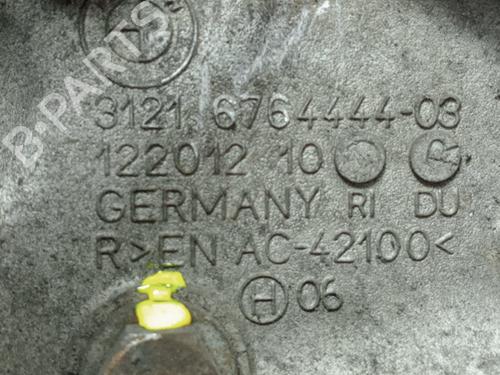 B-PARTS
3121 6764444-03
122012 10 R
GERMANY RI DU
R>EN AC-42100<
H 06